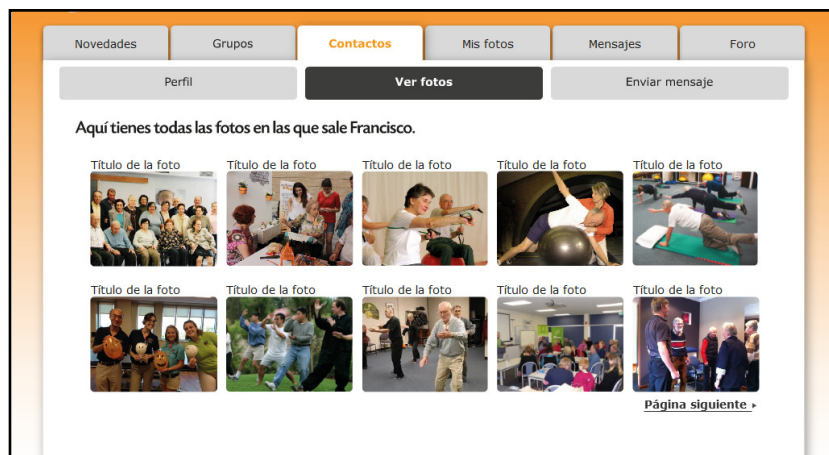 Novedades Grupos Contactos Mis fotos Mensajes Foro
Perfil Ver fotos Enviar mensaje
Aquí tienes todas las fotos en las que sale Francisco.
Título de la foto Título de la foto Título de la foto Título de la foto Título de la foto
Título de la foto Título de la foto Título de la foto Título de la foto Título de la foto
Página siguiente